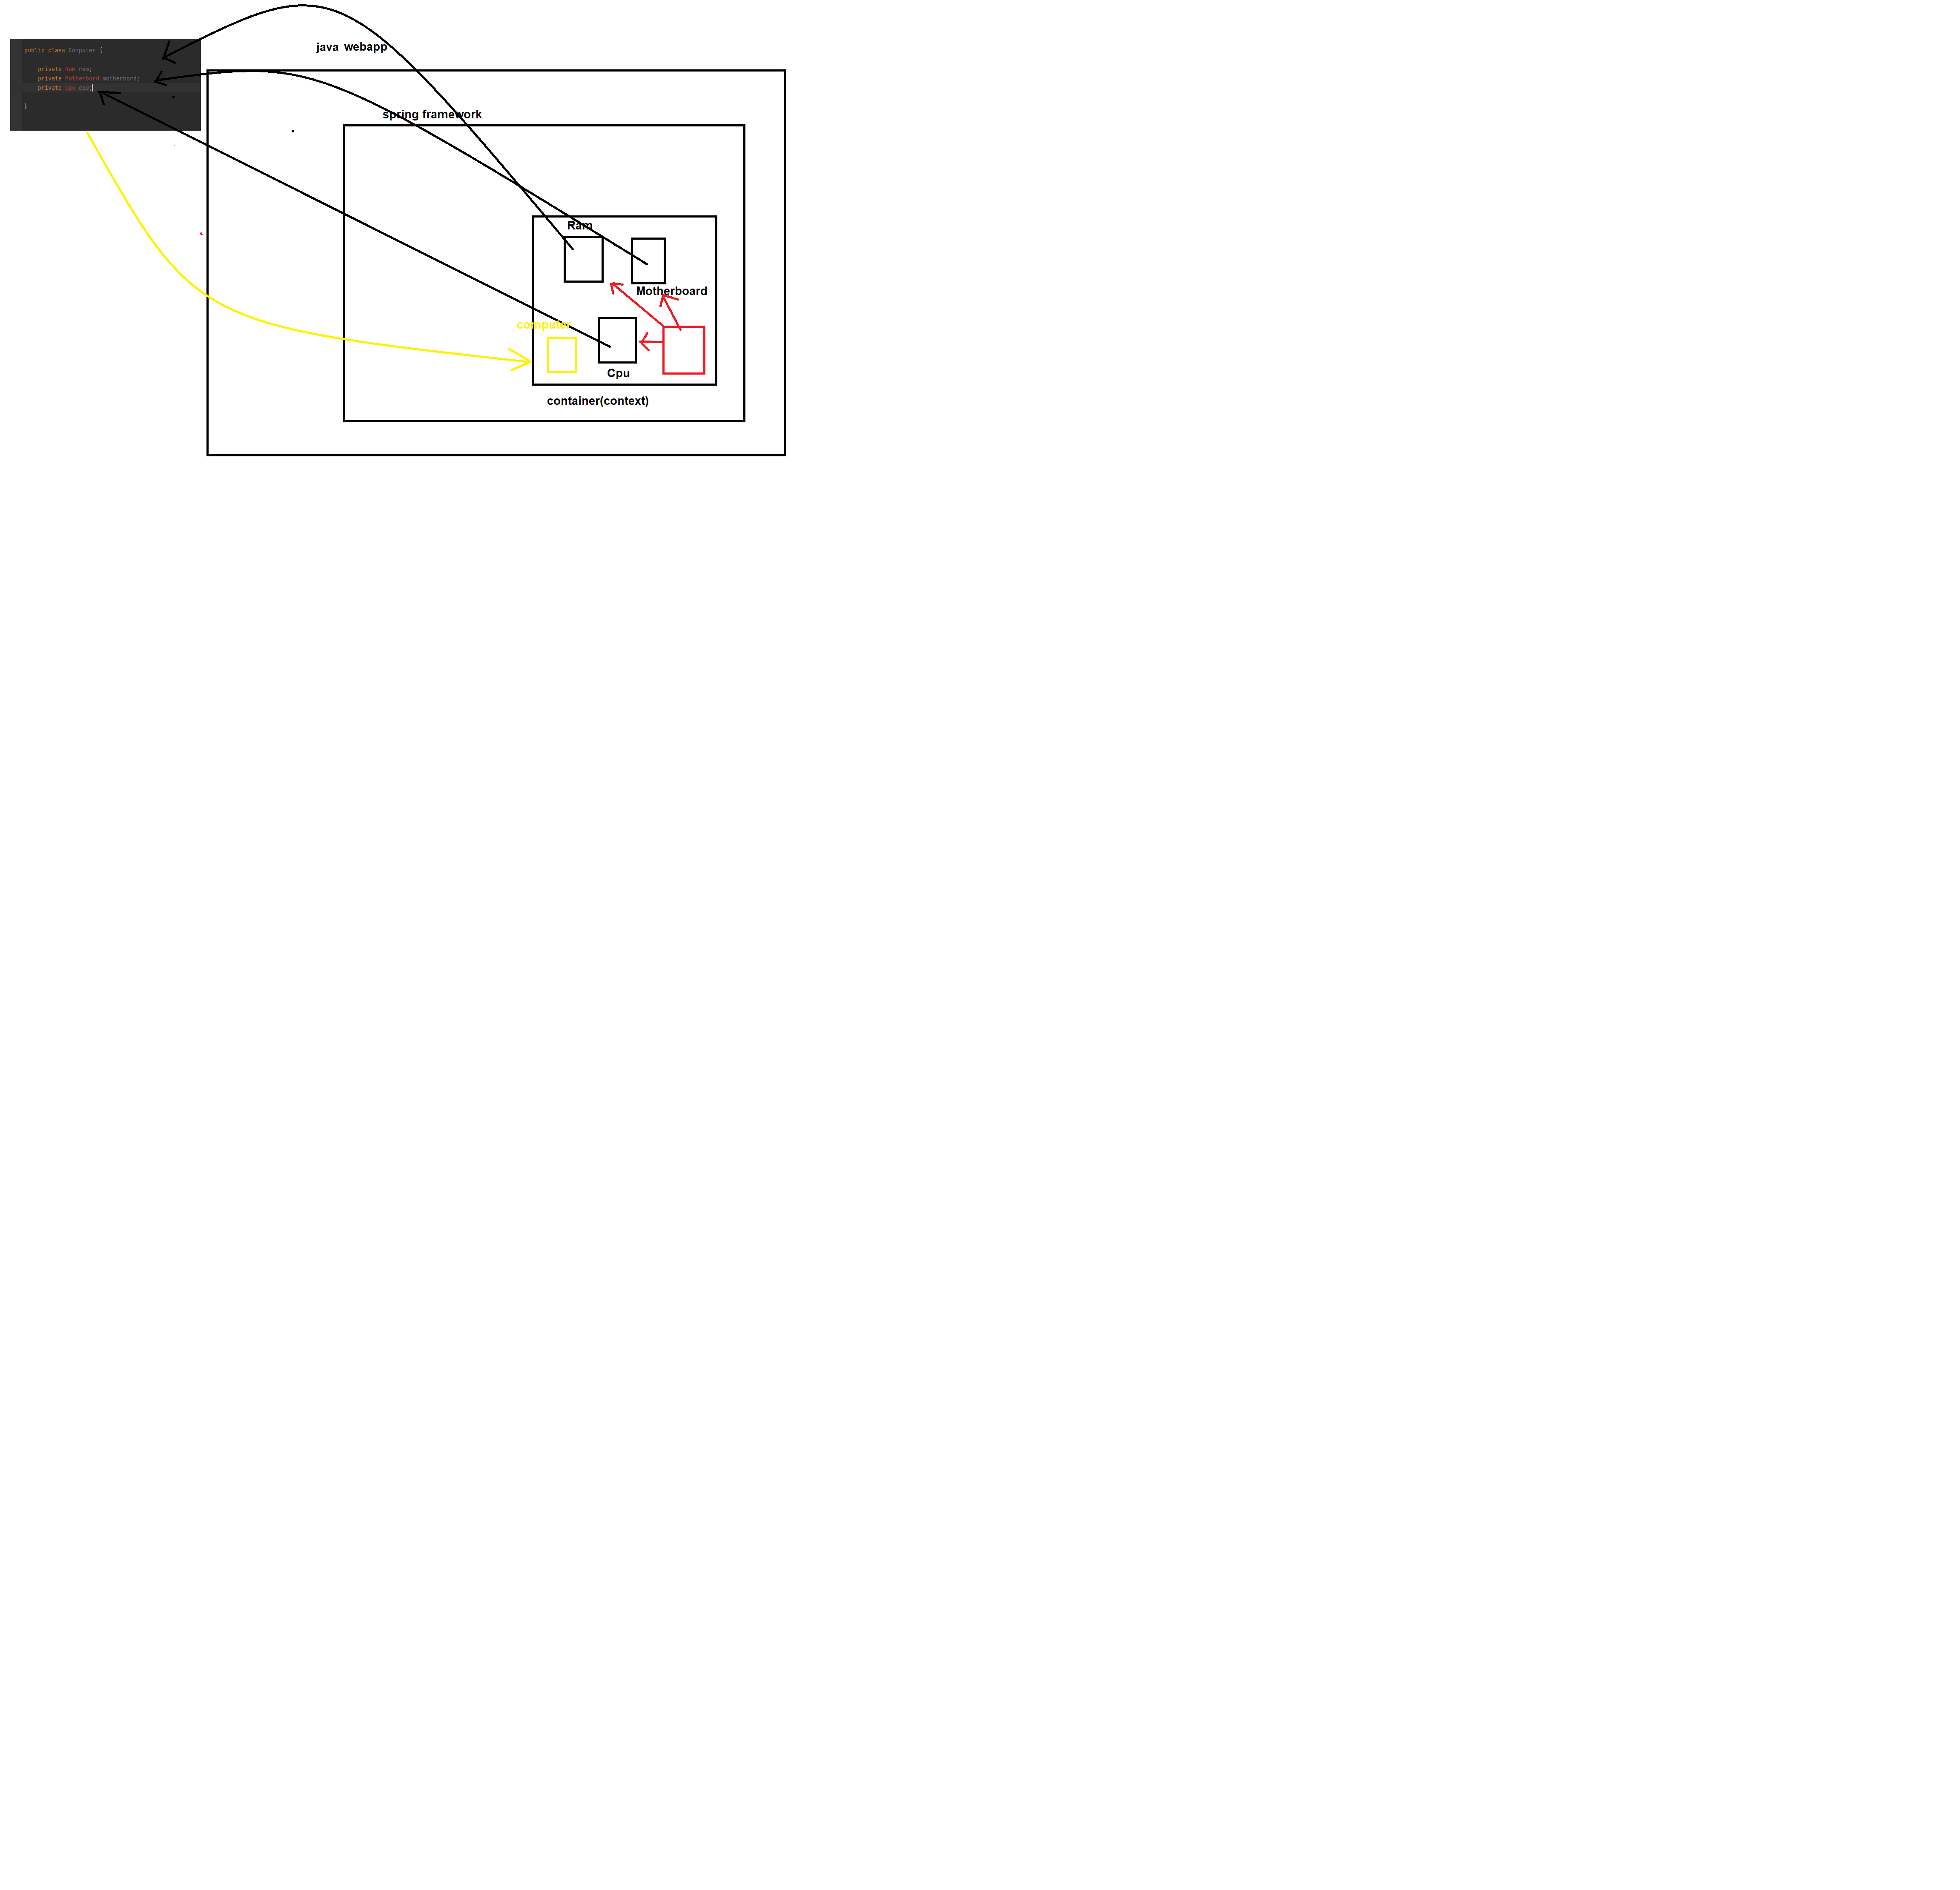 java webapp
public class Computer {
private Ram ram;
private Motherbord motherbord;
private Cpu cpu;
}
spring framework
Ram
Motherboard
computer
Cpu
container(context)